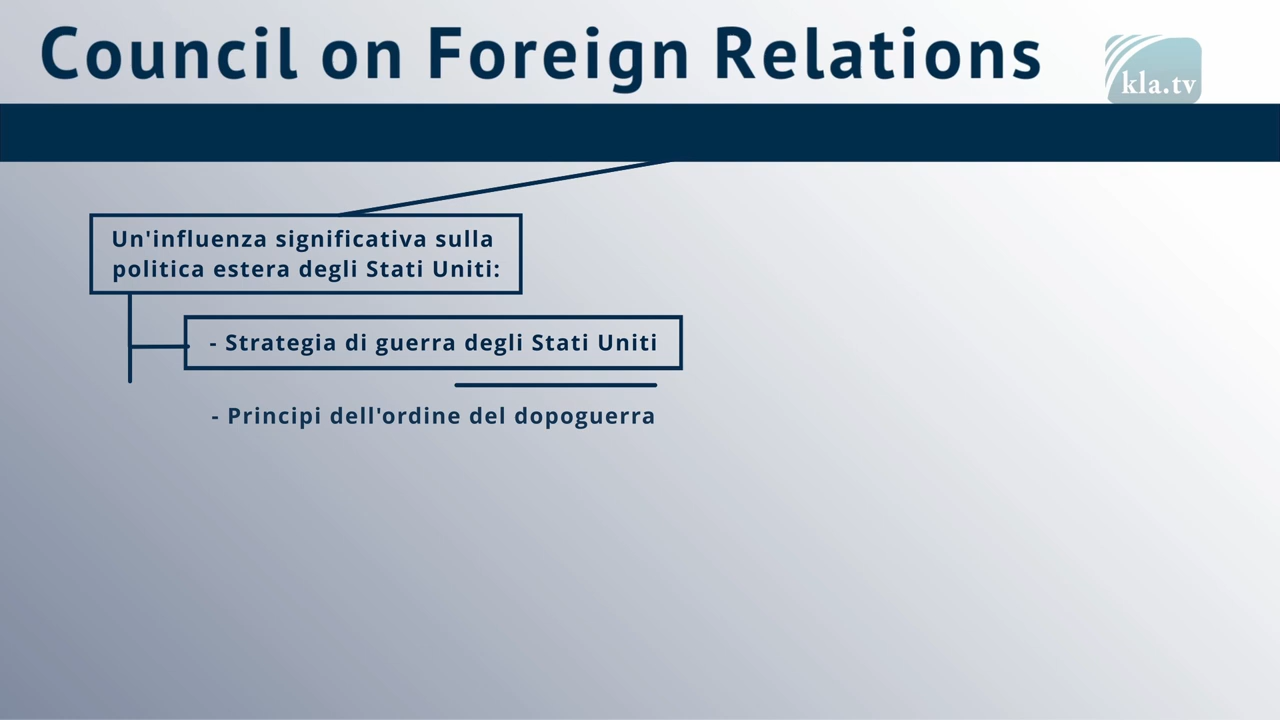 Council on Foreign Relations
kla.tv
Un'influenza significativa sulla
politica estera degli Stati Uniti:
- Strategia di guerra degli Stati Uniti
- Principi dell'ordine del dopoguerra